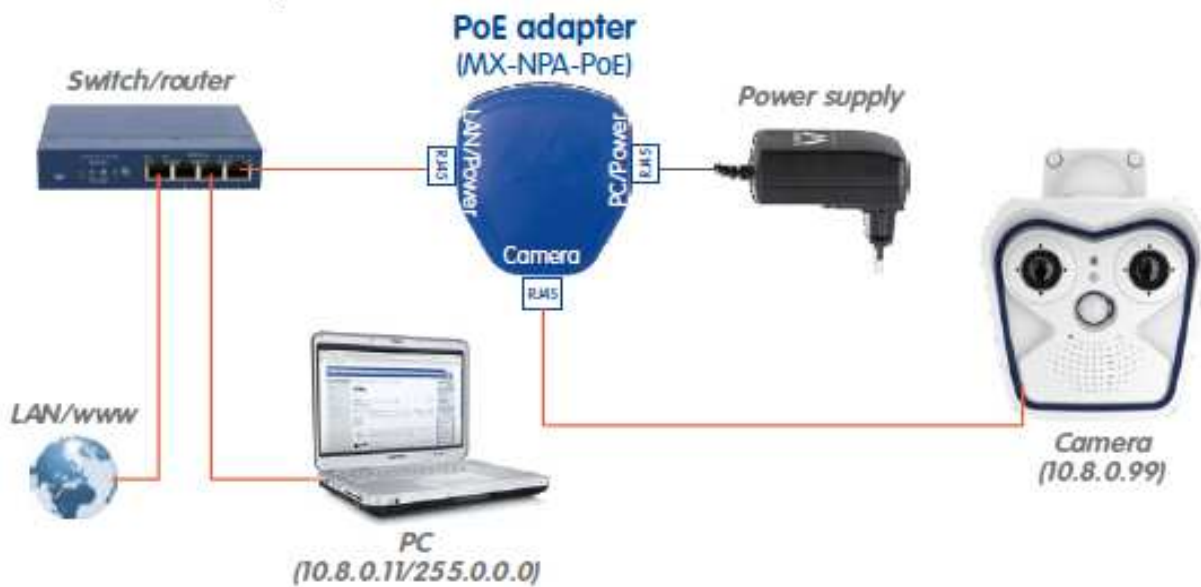 PoE adapter
(MX-NPA-PoE)
Switch/router
Power supply
LAN/Power
PC/Power
RJ45
RJ45
Camera
RJ45
LAN/www
Camera
(10.8.0.99)
PC
(10.8.0.11/255.0.0.0)